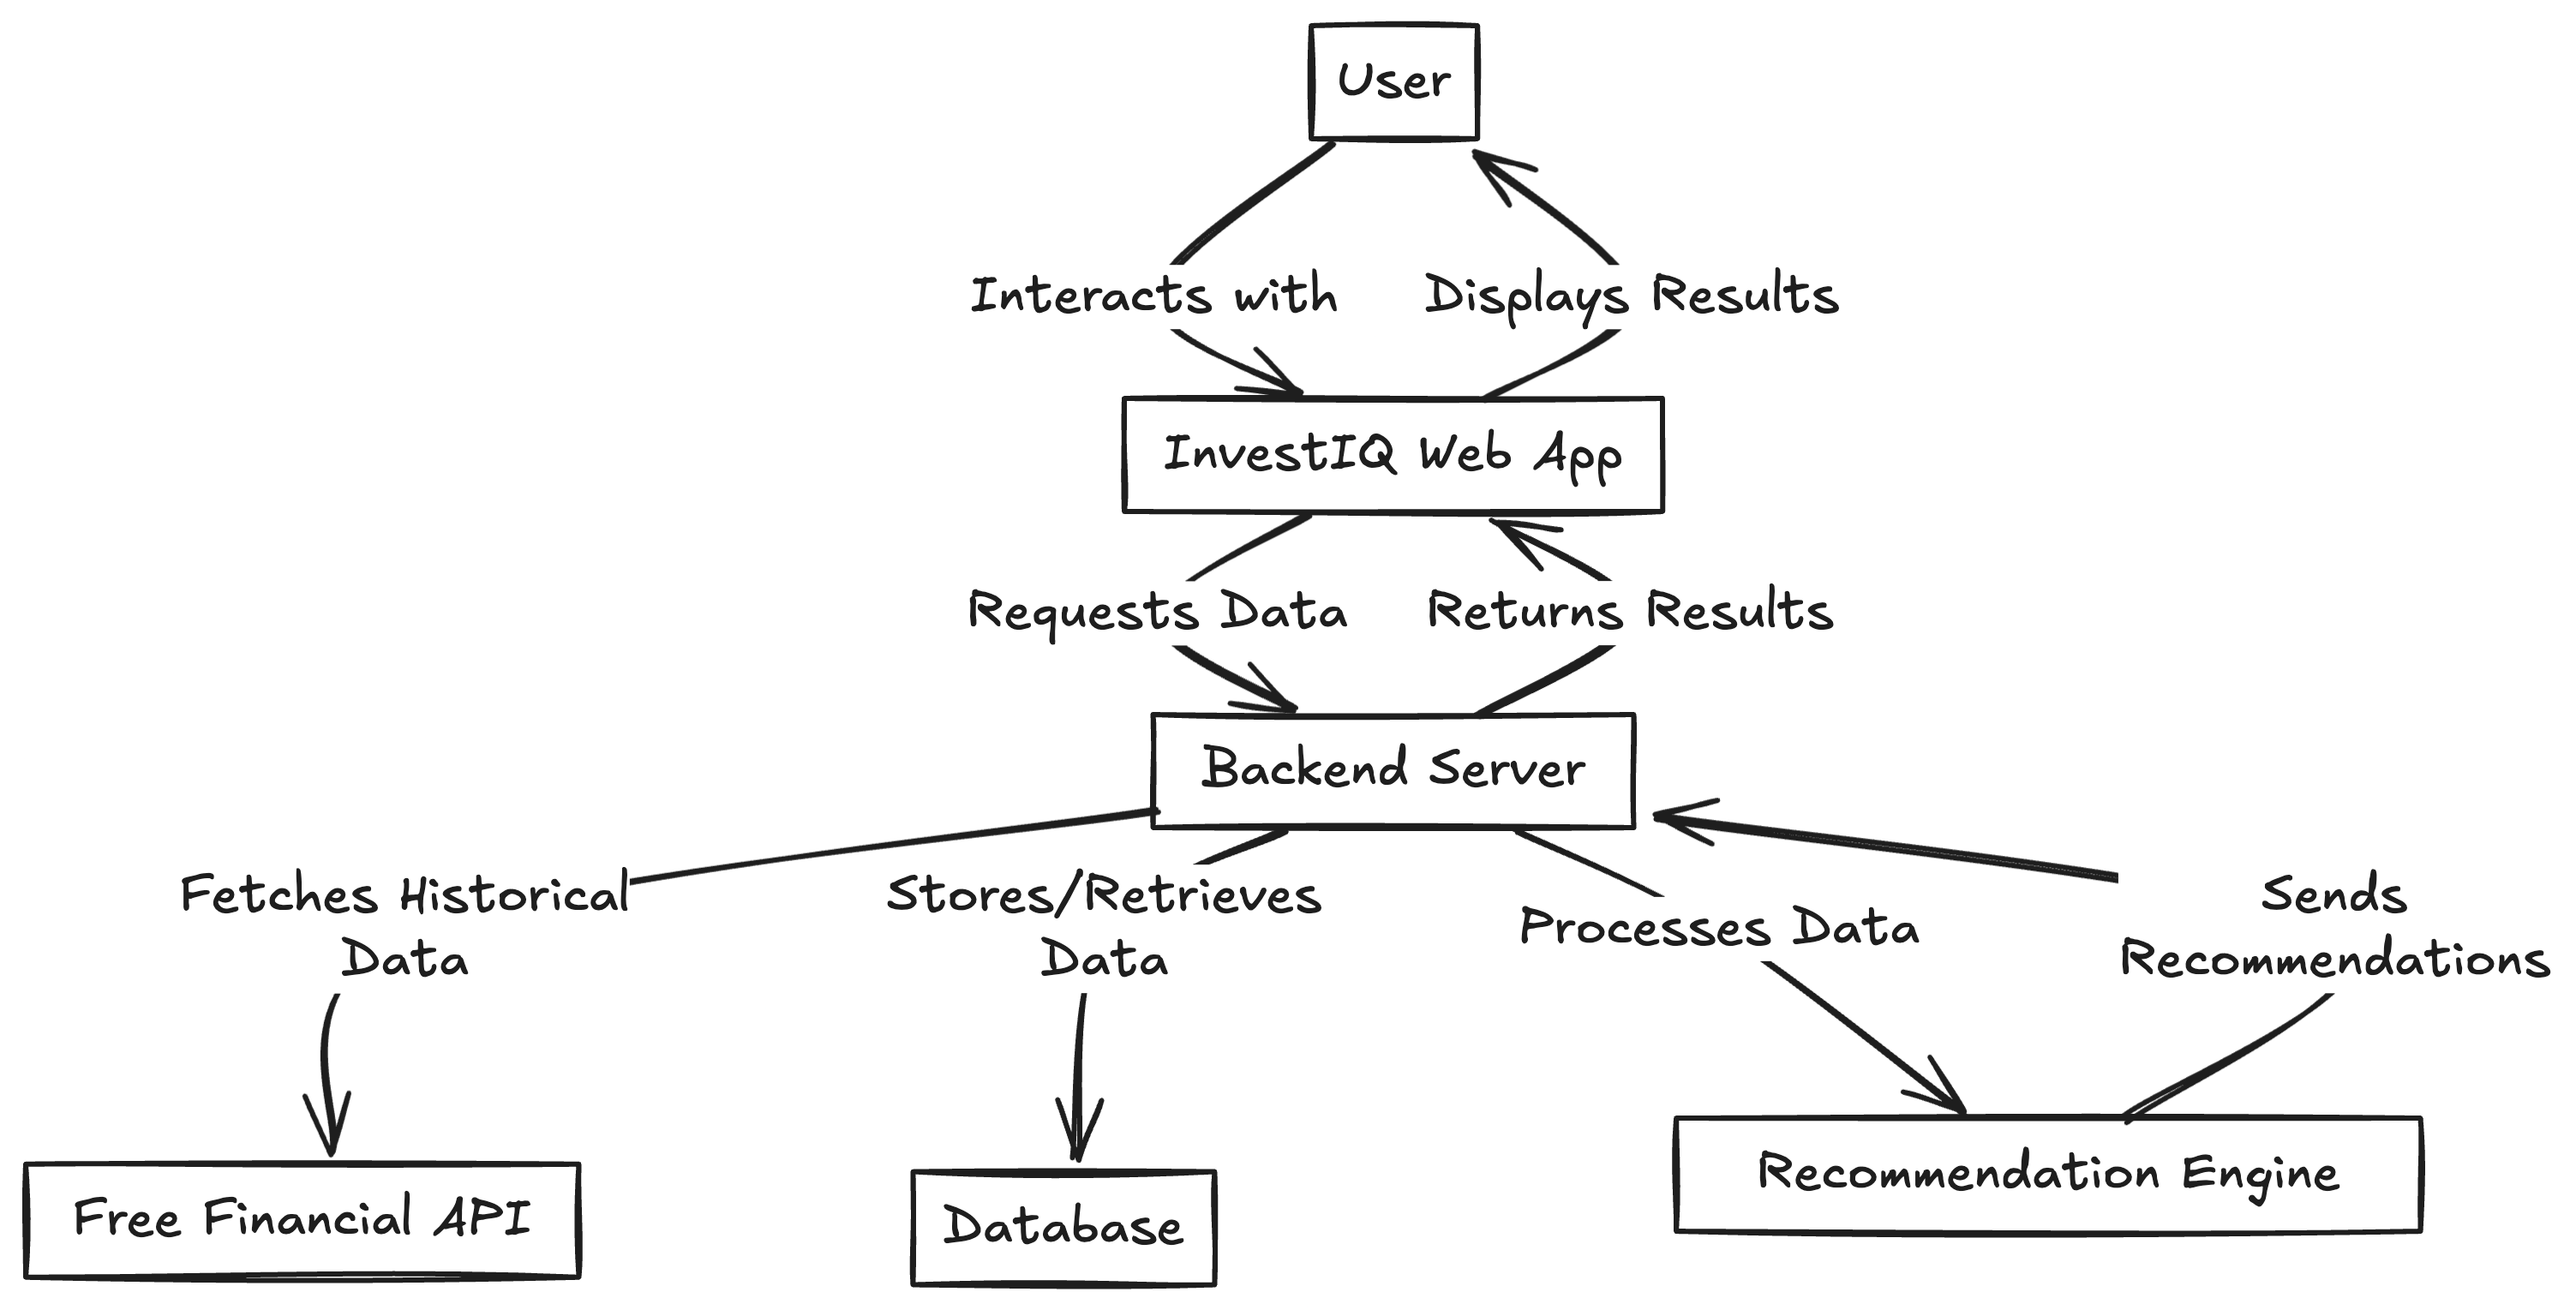 User
Interacts with
Displays Results
InvestIQ Web App
Requests Data
Returns Results
Backend Server
Fetches Historical
Data
Stores/Retrieves
Data
Processes Data
Sends
Recommendations
Free Financial API
Database
Recommendation Engine